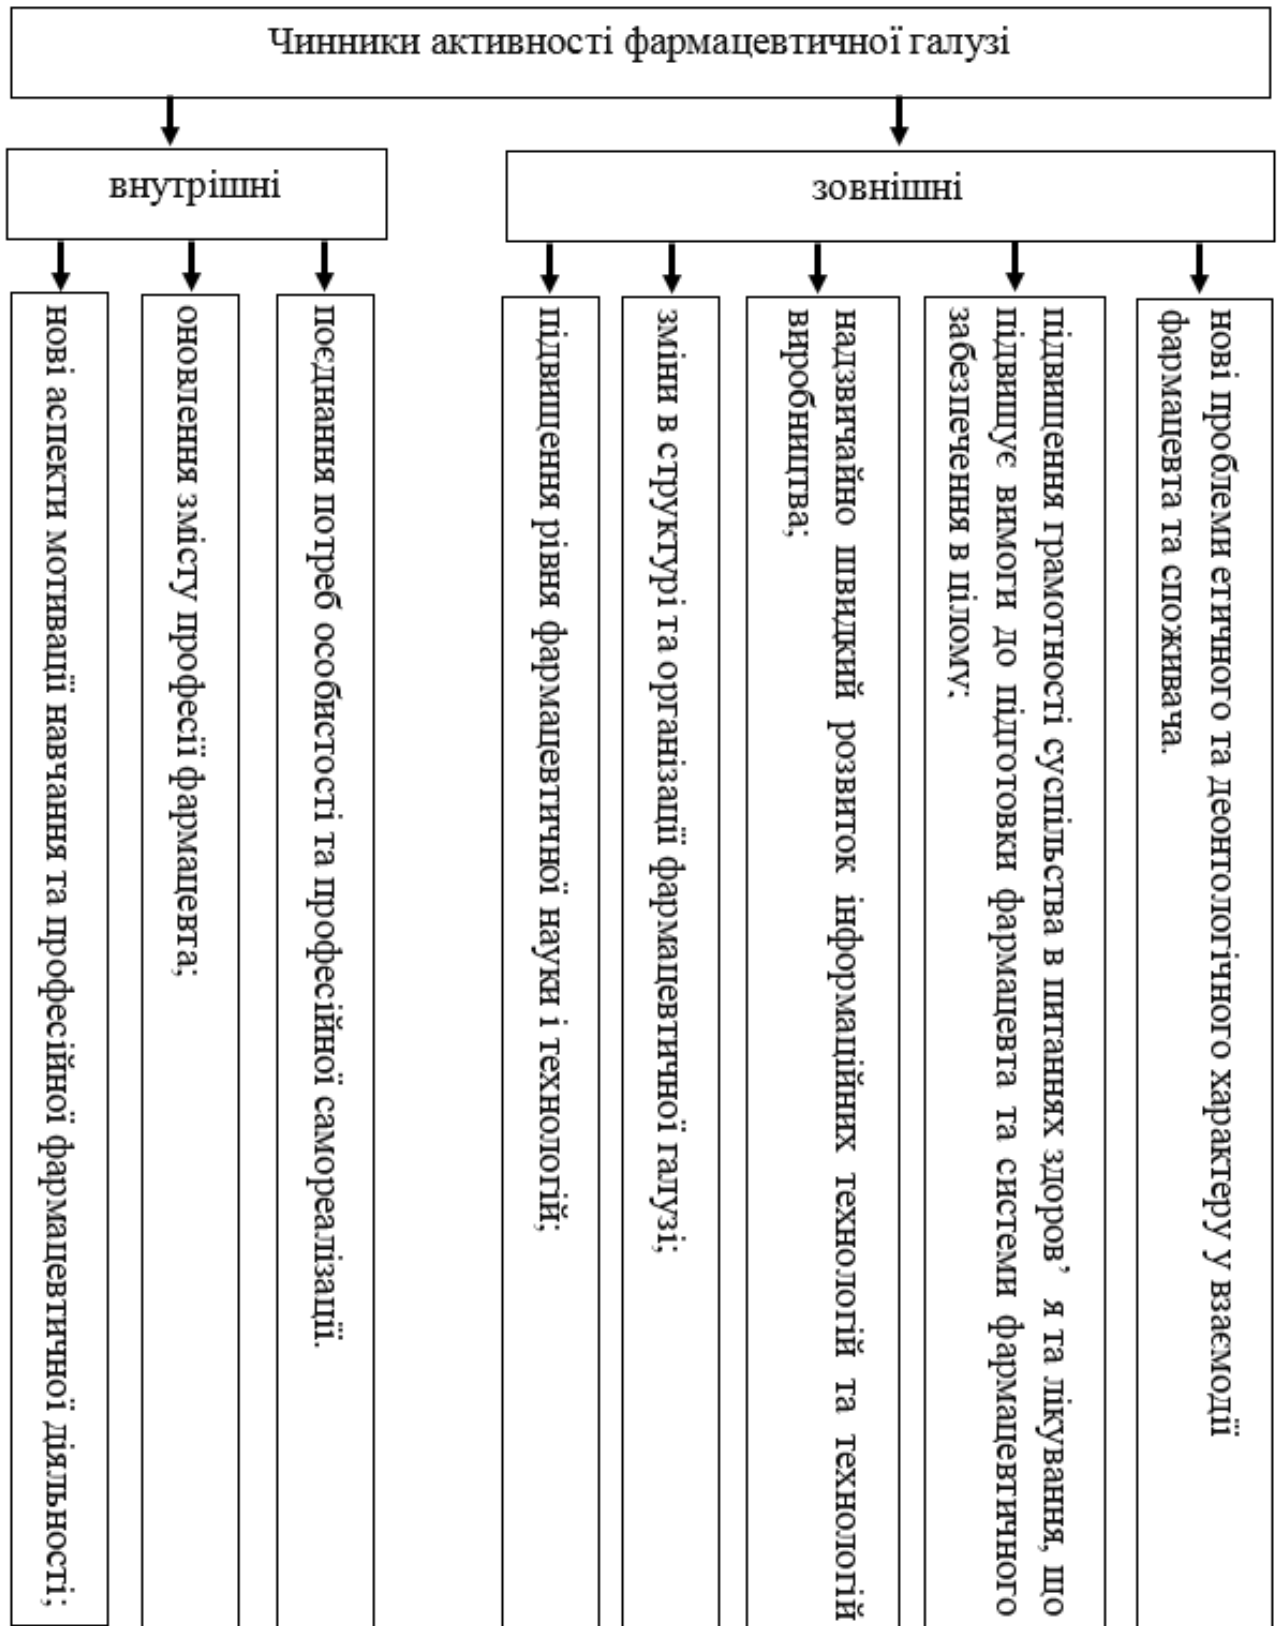 Чинники активності фармацевтичної галузі
внутрішні
зовнішні
нові аспекти мотивації навчання та професійної фармацевтичної діяльності;
оновлення змісту професії фармацевта;
поєднання потреб особистості та професійної самореалізації.
підвищення рівня фармацевтичної науки і технологій;
зміни в структурі та організації фармацевтичної галузі;
надзвичайно швидкий розвиток інформаційних технологій та технологій
виробництва;
підвищення грамотності суспільства в питаннях здоров’ я та лікування, що
підвищує вимоги до підготовки фармацевта та системи фармацевтичного
забезпечення в цілому;
нові проблеми етичного та деонтологічного характеру у взаємодії
фармацевта та споживача.